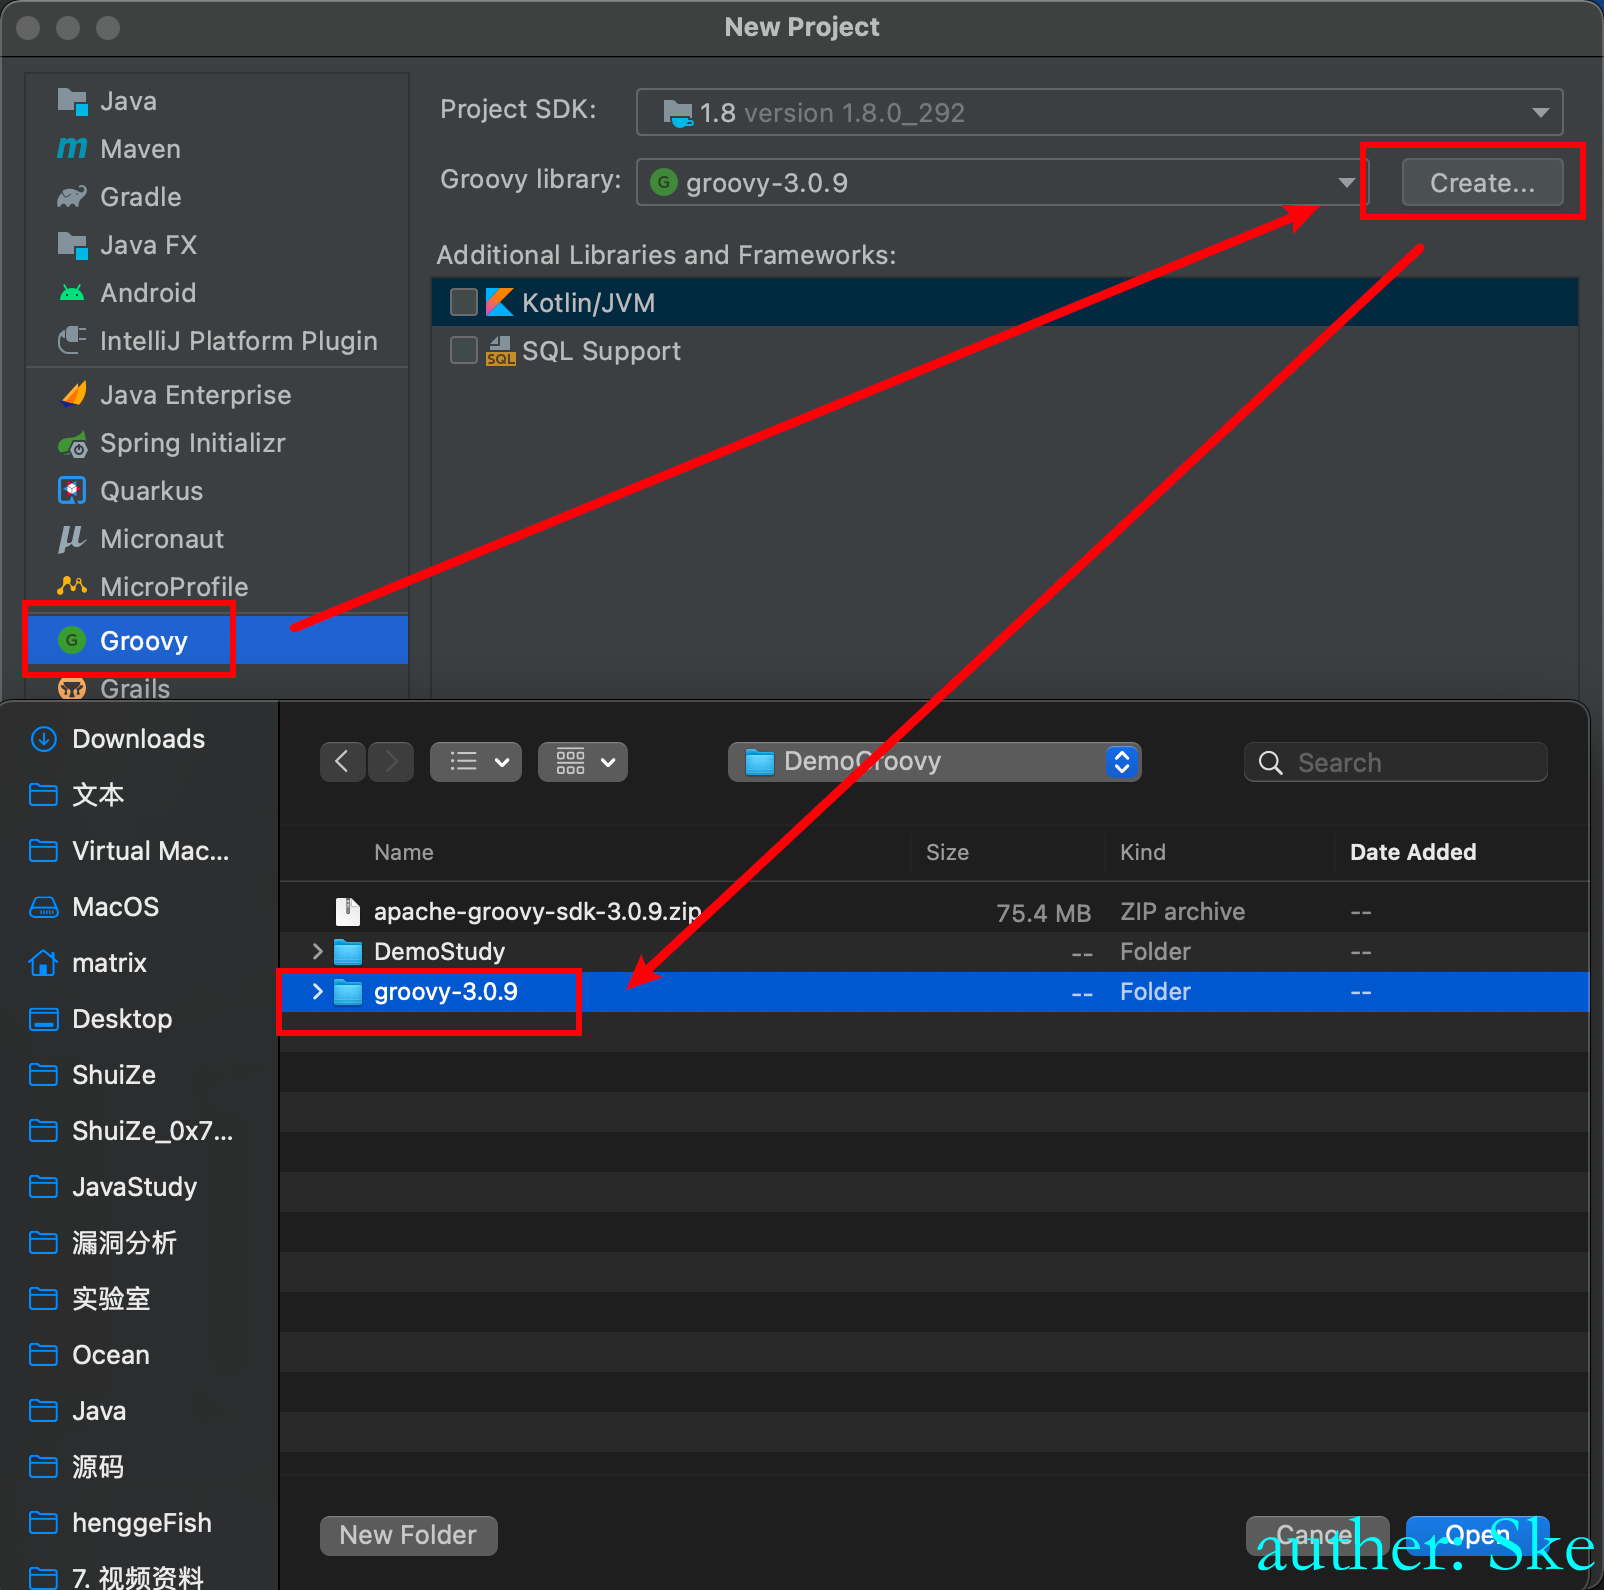 New Project
Java
Maven
Gradle
Java FX
Android
IntelliJ Platform Plugin
Java Enterprise
Spring Initializr
Quarkus
Micronaut
MicroProfile
Groovy
Grails
Project SDK: 1.8 version 1.8.0_292
Groovy library: G groovy-3.0.9 Create...
Additional Libraries and Frameworks:
Kotlin/JVM
SQL SQL Support
Downloads
文本
Virtual Mac...
MacOS
matrix
Desktop
ShuiZe
ShuiZe_0x7...
JavaStudy
漏洞分析
实验室
Ocean
Java
源码
henggeFish
7. 视频资料
DemoGroovy
Search
Name Size Kind Date Added
apache-groovy-sdk-3.0.9.zip 75.4 MB ZIP archive --
DemoStudy -- Folder --
groovy-3.0.9 -- Folder --
New Folder Cancel Open
auther: Ske